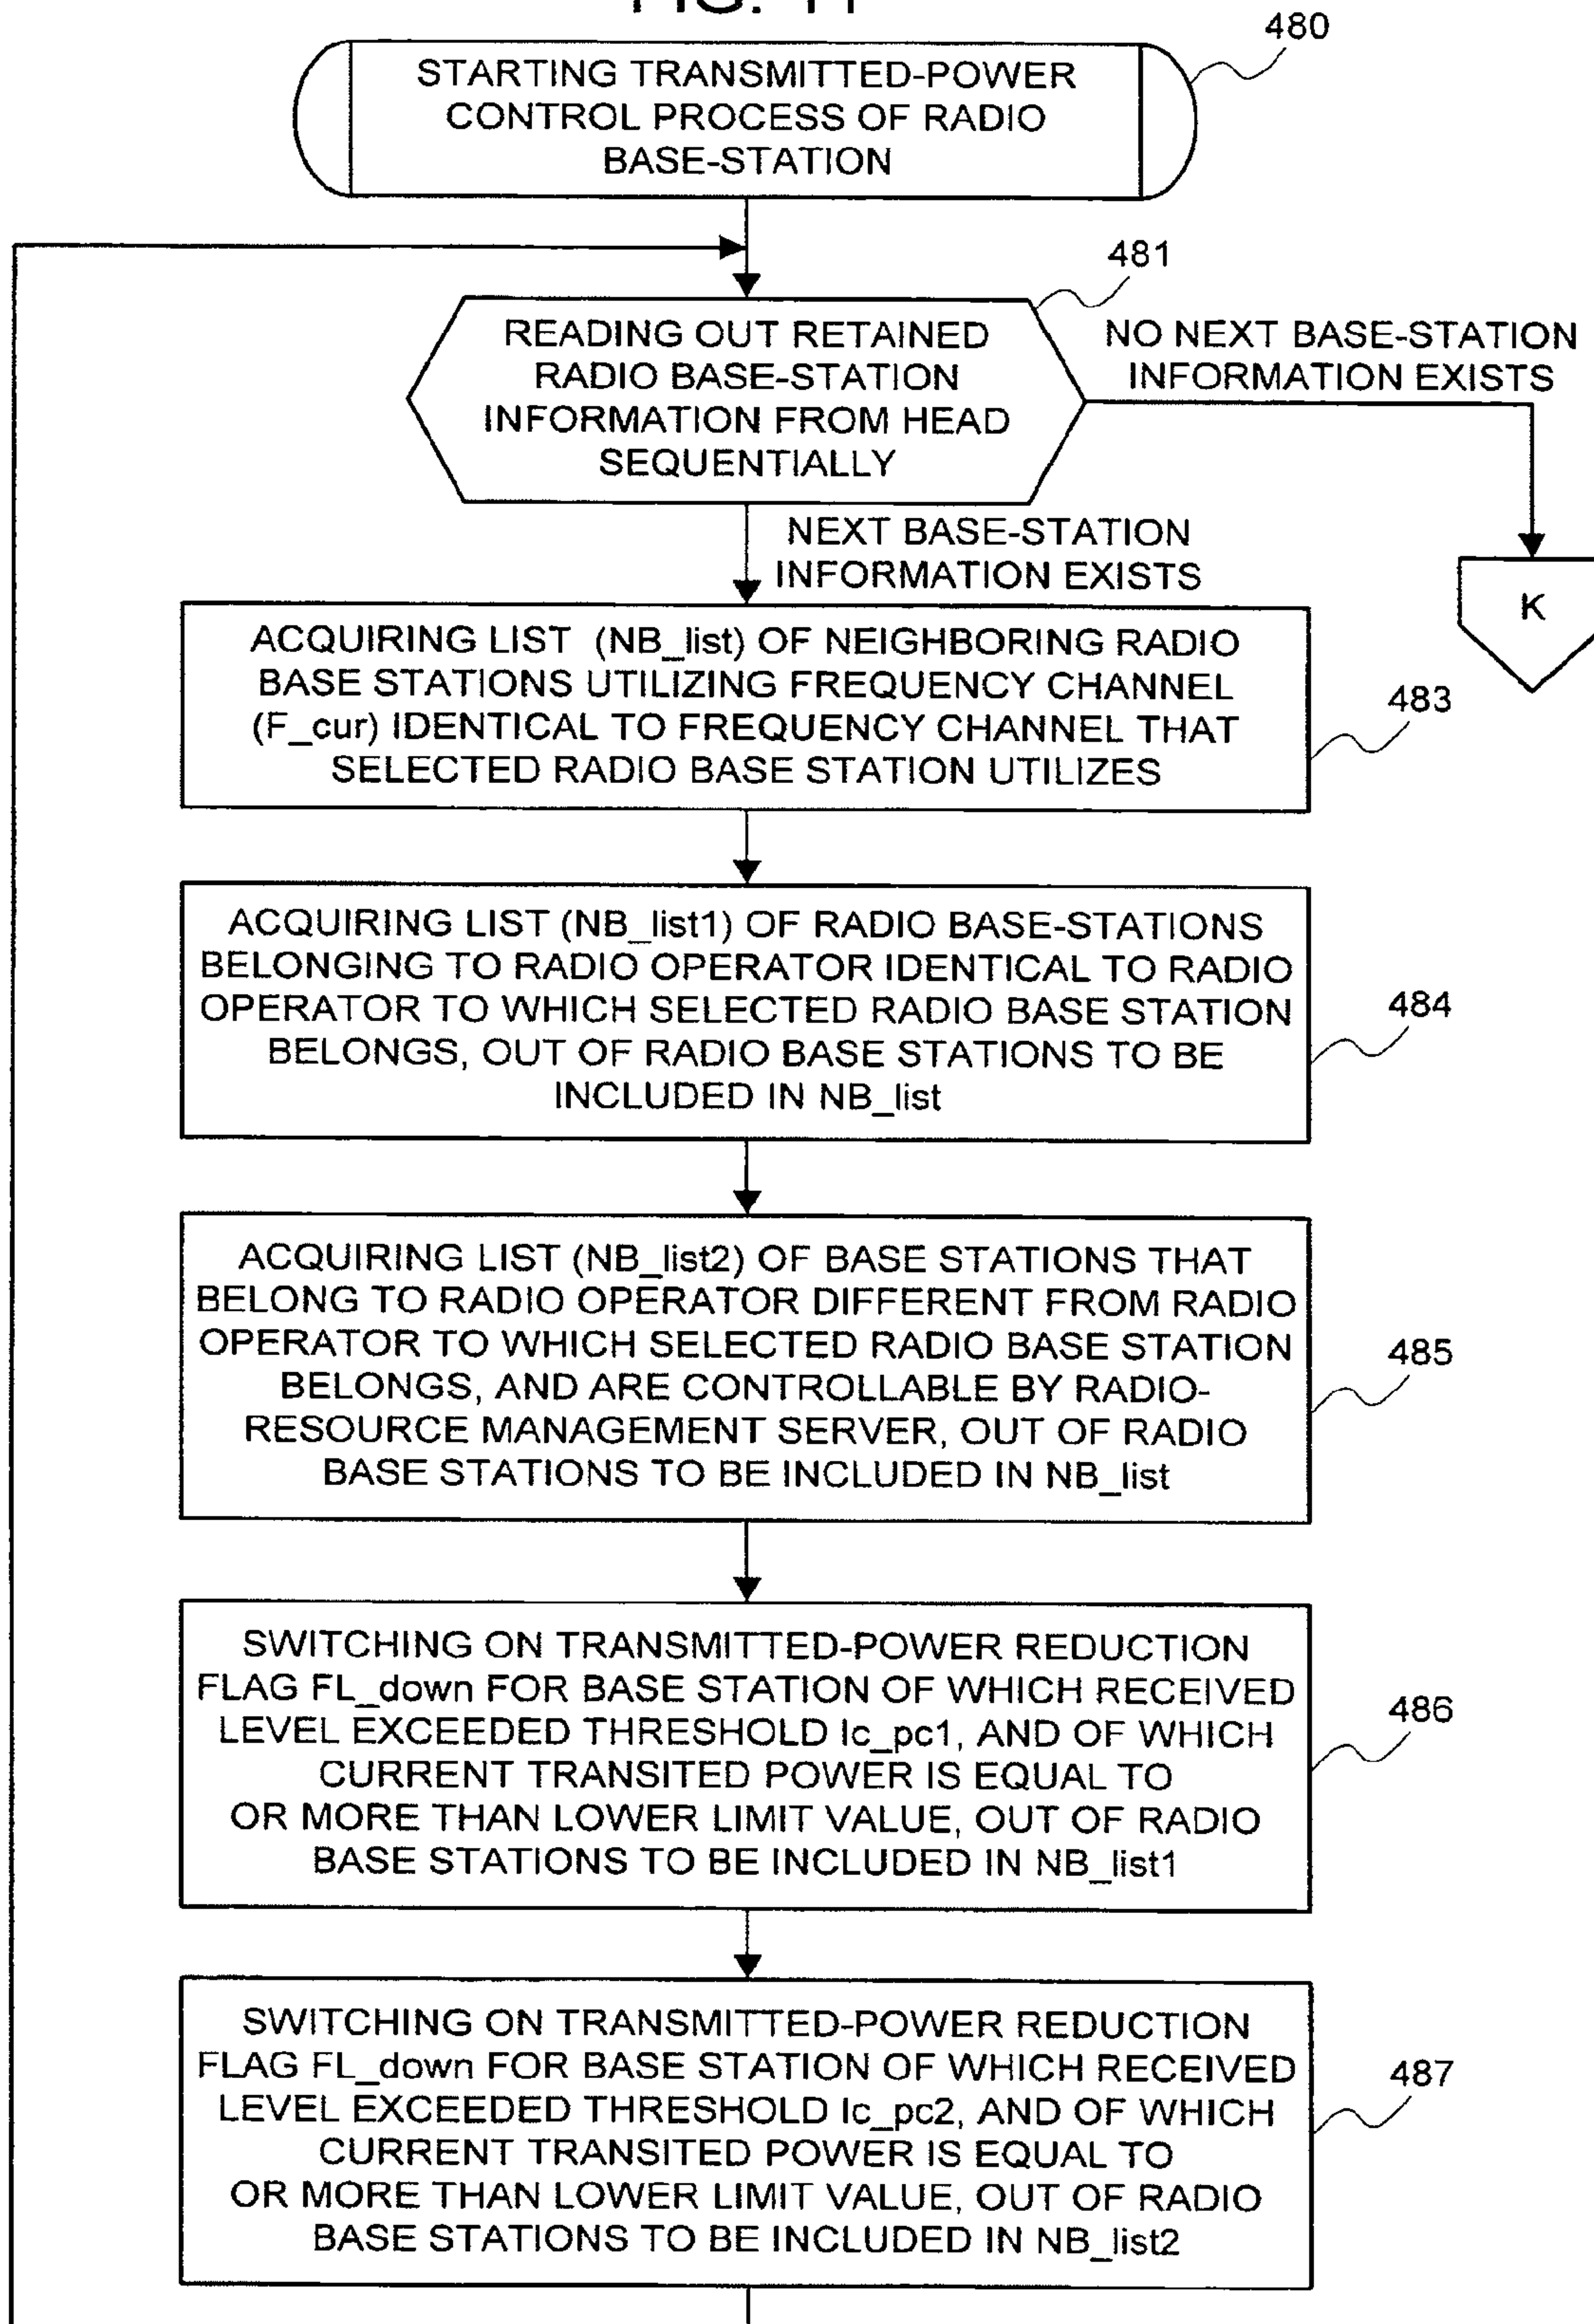 FIG. 11
480
STARTING TRANSMITTED-POWER
CONTROL PROCESS OF RADIO
BASE-STATION
481
READING OUT RETAINED
RADIO BASE-STATION
INFORMATION FROM HEAD
SEQUENTIALLY
NO NEXT BASE-STATION
INFORMATION EXISTS
NEXT BASE-STATION
INFORMATION EXISTS
K
ACQUIRING LIST (NB_list) OF NEIGHBORING RADIO
BASE STATIONS UTILIZING FREQUENCY CHANNEL
(F_cur) IDENTICAL TO FREQUENCY CHANNEL THAT
SELECTED RADIO BASE STATION UTILIZES
483
ACQUIRING LIST (NB_list1) OF RADIO BASE-STATIONS
BELONGING TO RADIO OPERATOR IDENTICAL TO RADIO
OPERATOR TO WHICH SELECTED RADIO BASE STATION
BELONGS, OUT OF RADIO BASE STATIONS TO BE
INCLUDED IN NB_list
484
ACQUIRING LIST (NB_list2) OF BASE STATIONS THAT
BELONG TO RADIO OPERATOR DIFFERENT FROM RADIO
OPERATOR TO WHICH SELECTED RADIO BASE STATION
BELONGS, AND ARE CONTROLLABLE BY RADIO-
RESOURCE MANAGEMENT SERVER, OUT OF RADIO
BASE STATIONS TO BE INCLUDED IN NB_list
485
SWITCHING ON TRANSMITTED-POWER REDUCTION
FLAG FL_down FOR BASE STATION OF WHICH RECEIVED
LEVEL EXCEEDED THRESHOLD Ic_pc1, AND OF WHICH
CURRENT TRANSITED POWER IS EQUAL TO
OR MORE THAN LOWER LIMIT VALUE, OUT OF RADIO
BASE STATIONS TO BE INCLUDED IN NB_list1
486
SWITCHING ON TRANSMITTED-POWER REDUCTION
FLAG FL_down FOR BASE STATION OF WHICH RECEIVED
LEVEL EXCEEDED THRESHOLD Ic_pc2, AND OF WHICH
CURRENT TRANSITED POWER IS EQUAL TO
OR MORE THAN LOWER LIMIT VALUE, OUT OF RADIO
BASE STATIONS TO BE INCLUDED IN NB_list2
487